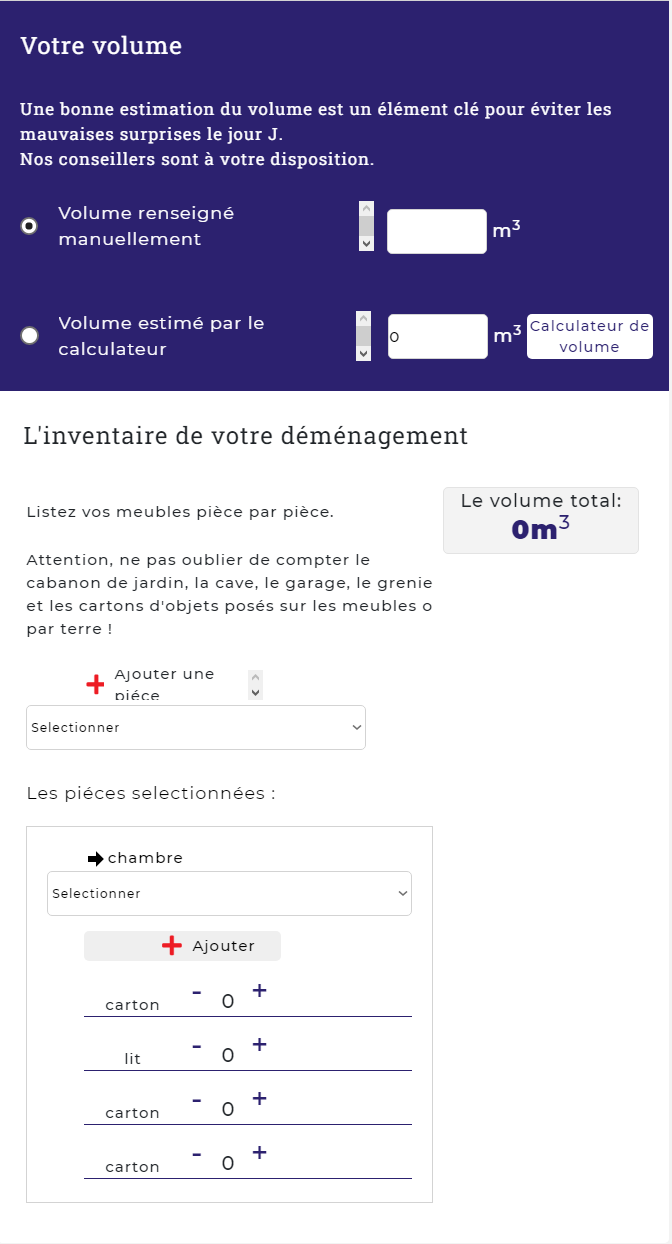 Votre volume
Une bonne estimation du volume est un élément clé pour éviter les
mauvaises surprises le jour J.
Nos conseillers sont à votre disposition.
Volume renseigné
manuellement
m³
Volume estimé par le
calculateur
0
m³
Calculateur de
volume
L'inventaire de votre déménagement
Le volume total:
0m³
Listez vos meubles pièce par pièce.
Attention, ne pas oublier de compter le
cabanon de jardin, la cave, le garage, le grenie
et les cartons d'objets posés sur les meubles o
par terre !
Ajouter une
piéce
Selectionner
Les piéces selectionnées :
chambre
Selectionner
Ajouter
carton - 0 +
lit - 0 +
carton - 0 +
carton - 0 +